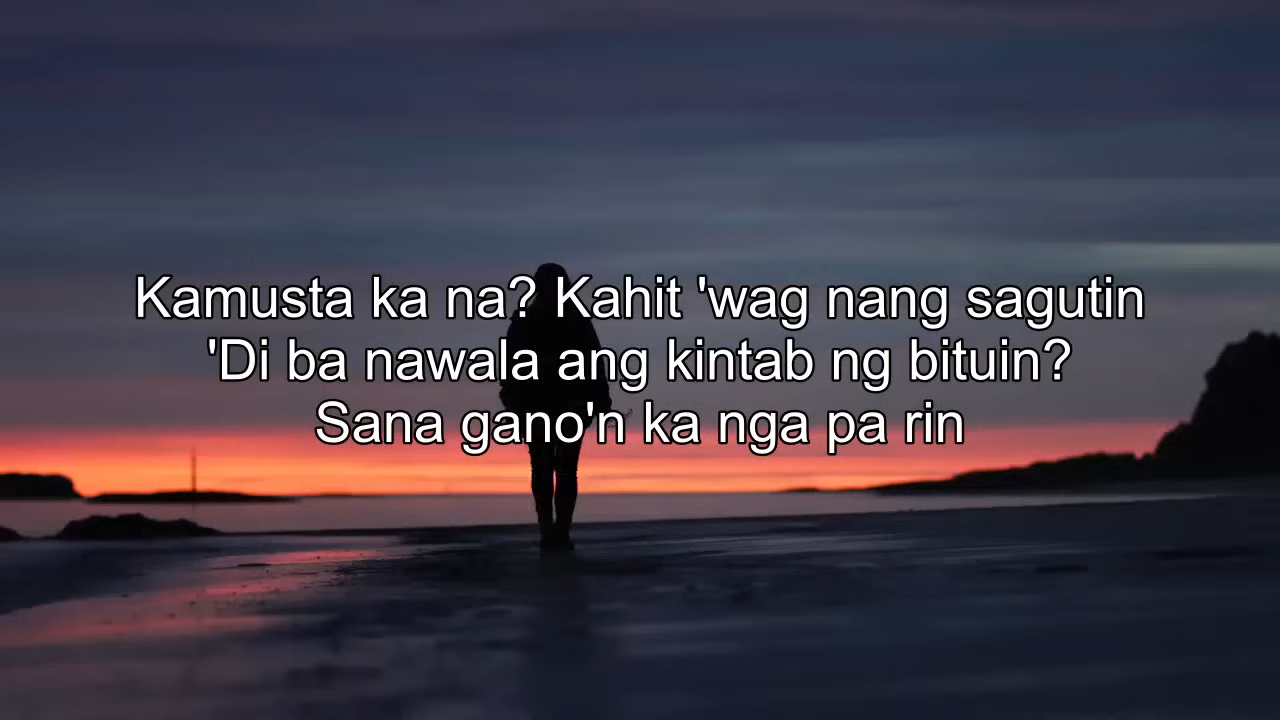 Kamusta ka na? Kahit 'wag nang sagutin
'Di ba nawala ang kintab ng bituin?
Sana gano'n ka nga pa rin